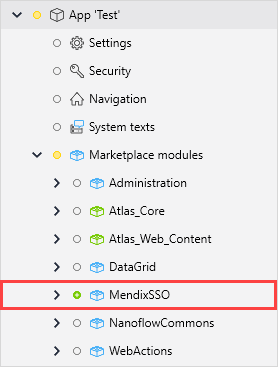 App 'Test'
Settings
Security
Navigation
System texts
Marketplace modules
Administration
Atlas_Core
Atlas_Web_Content
DataGrid
MendixSSO
NanoflowCommons
WebActions